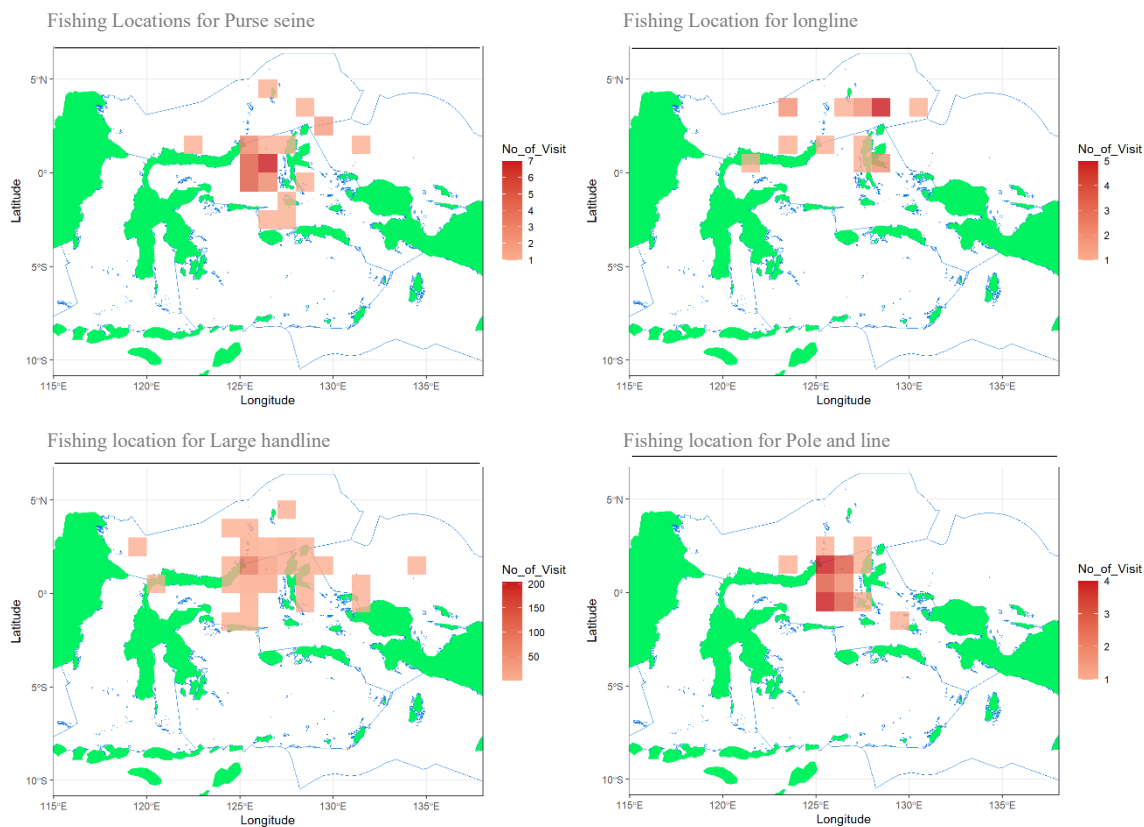 Fishing Locations for Purse seine
5°N
0°
5°S
10°S
Latitude
115°E
120°E
125°E
130°E
135°E
Longitude
No_of_Visit
7
6
5
4
3
2
1
Fishing Location for longline
5°N
0°
5°S
10°S
Latitude
115°E
120°E
125°E
130°E
135°E
Longitude
No_of_Visit
5
4
3
2
1
Fishing location for Large handline
5°N
0°
5°S
10°S
Latitude
115°E
120°E
125°E
130°E
135°E
Longitude
No_of_Visit
200
150
100
50
Fishing location for Pole and line
5°N
0°
5°S
10°S
Latitude
115°E
120°E
125°E
130°E
135°E
Longitude
No_of_Visit
4
3
2
1